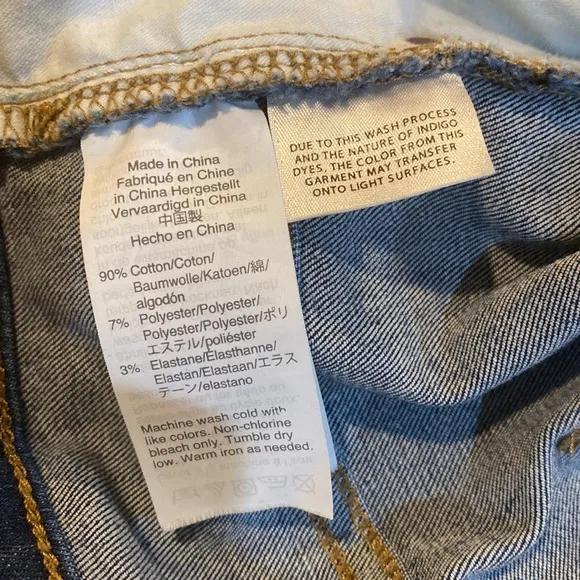 Made in China
Fabriqué en Chine
in China Hergestellt
Vervaardigd in China
中国製
Hecho en China
90% Cotton/Coton/
Baumwolle/Katoen/綿/
algodón
7% Polyester/Polyester/
Polyester/Polyester/ポリ
エステル/poliéster
3% Elastane/Élasthanne/
Elastan/Elastaan/エラス
テーン/elastano
Machine wash cold with
like colors. Non-chlorine
bleach only. Tumble dry
low. Warm iron as needed.
DUE TO THIS WASH PROCESS
AND THE NATURE OF INDIGO
DYES, THE COLOR FROM THIS
GARMENT MAY TRANSFER
ONTO LIGHT SURFACES.